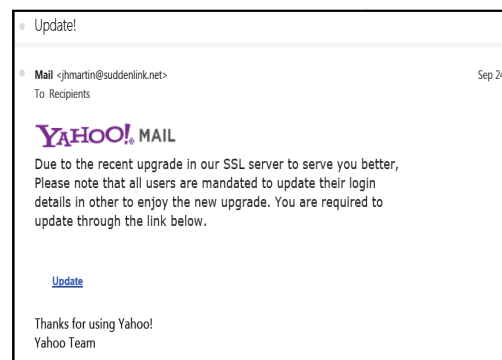 Update!
Mail <jhmartin@suddenlink.net> Sep 24
To Recipients
YAHOO! MAIL
Due to the recent upgrade in our SSL server to serve you better,
Please note that all users are mandated to update their login
details in other to enjoy the new upgrade. You are required to
update through the link below.
Update
Thanks for using Yahoo!
Yahoo Team